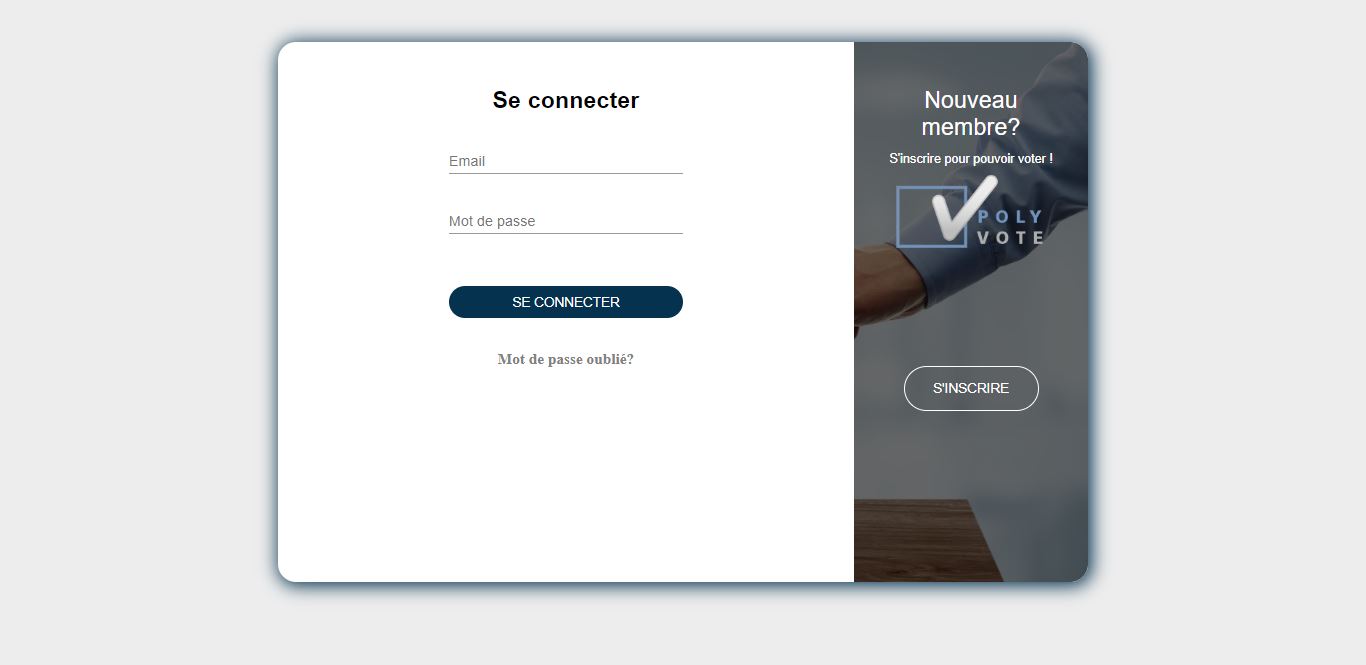 Se connecter
Email
Mot de passe
SE CONNECTER
Mot de passe oublié?
Nouveau
membre?
S'inscrire pour pouvoir voter !
POLY
VOTE
S'INSCRIRE